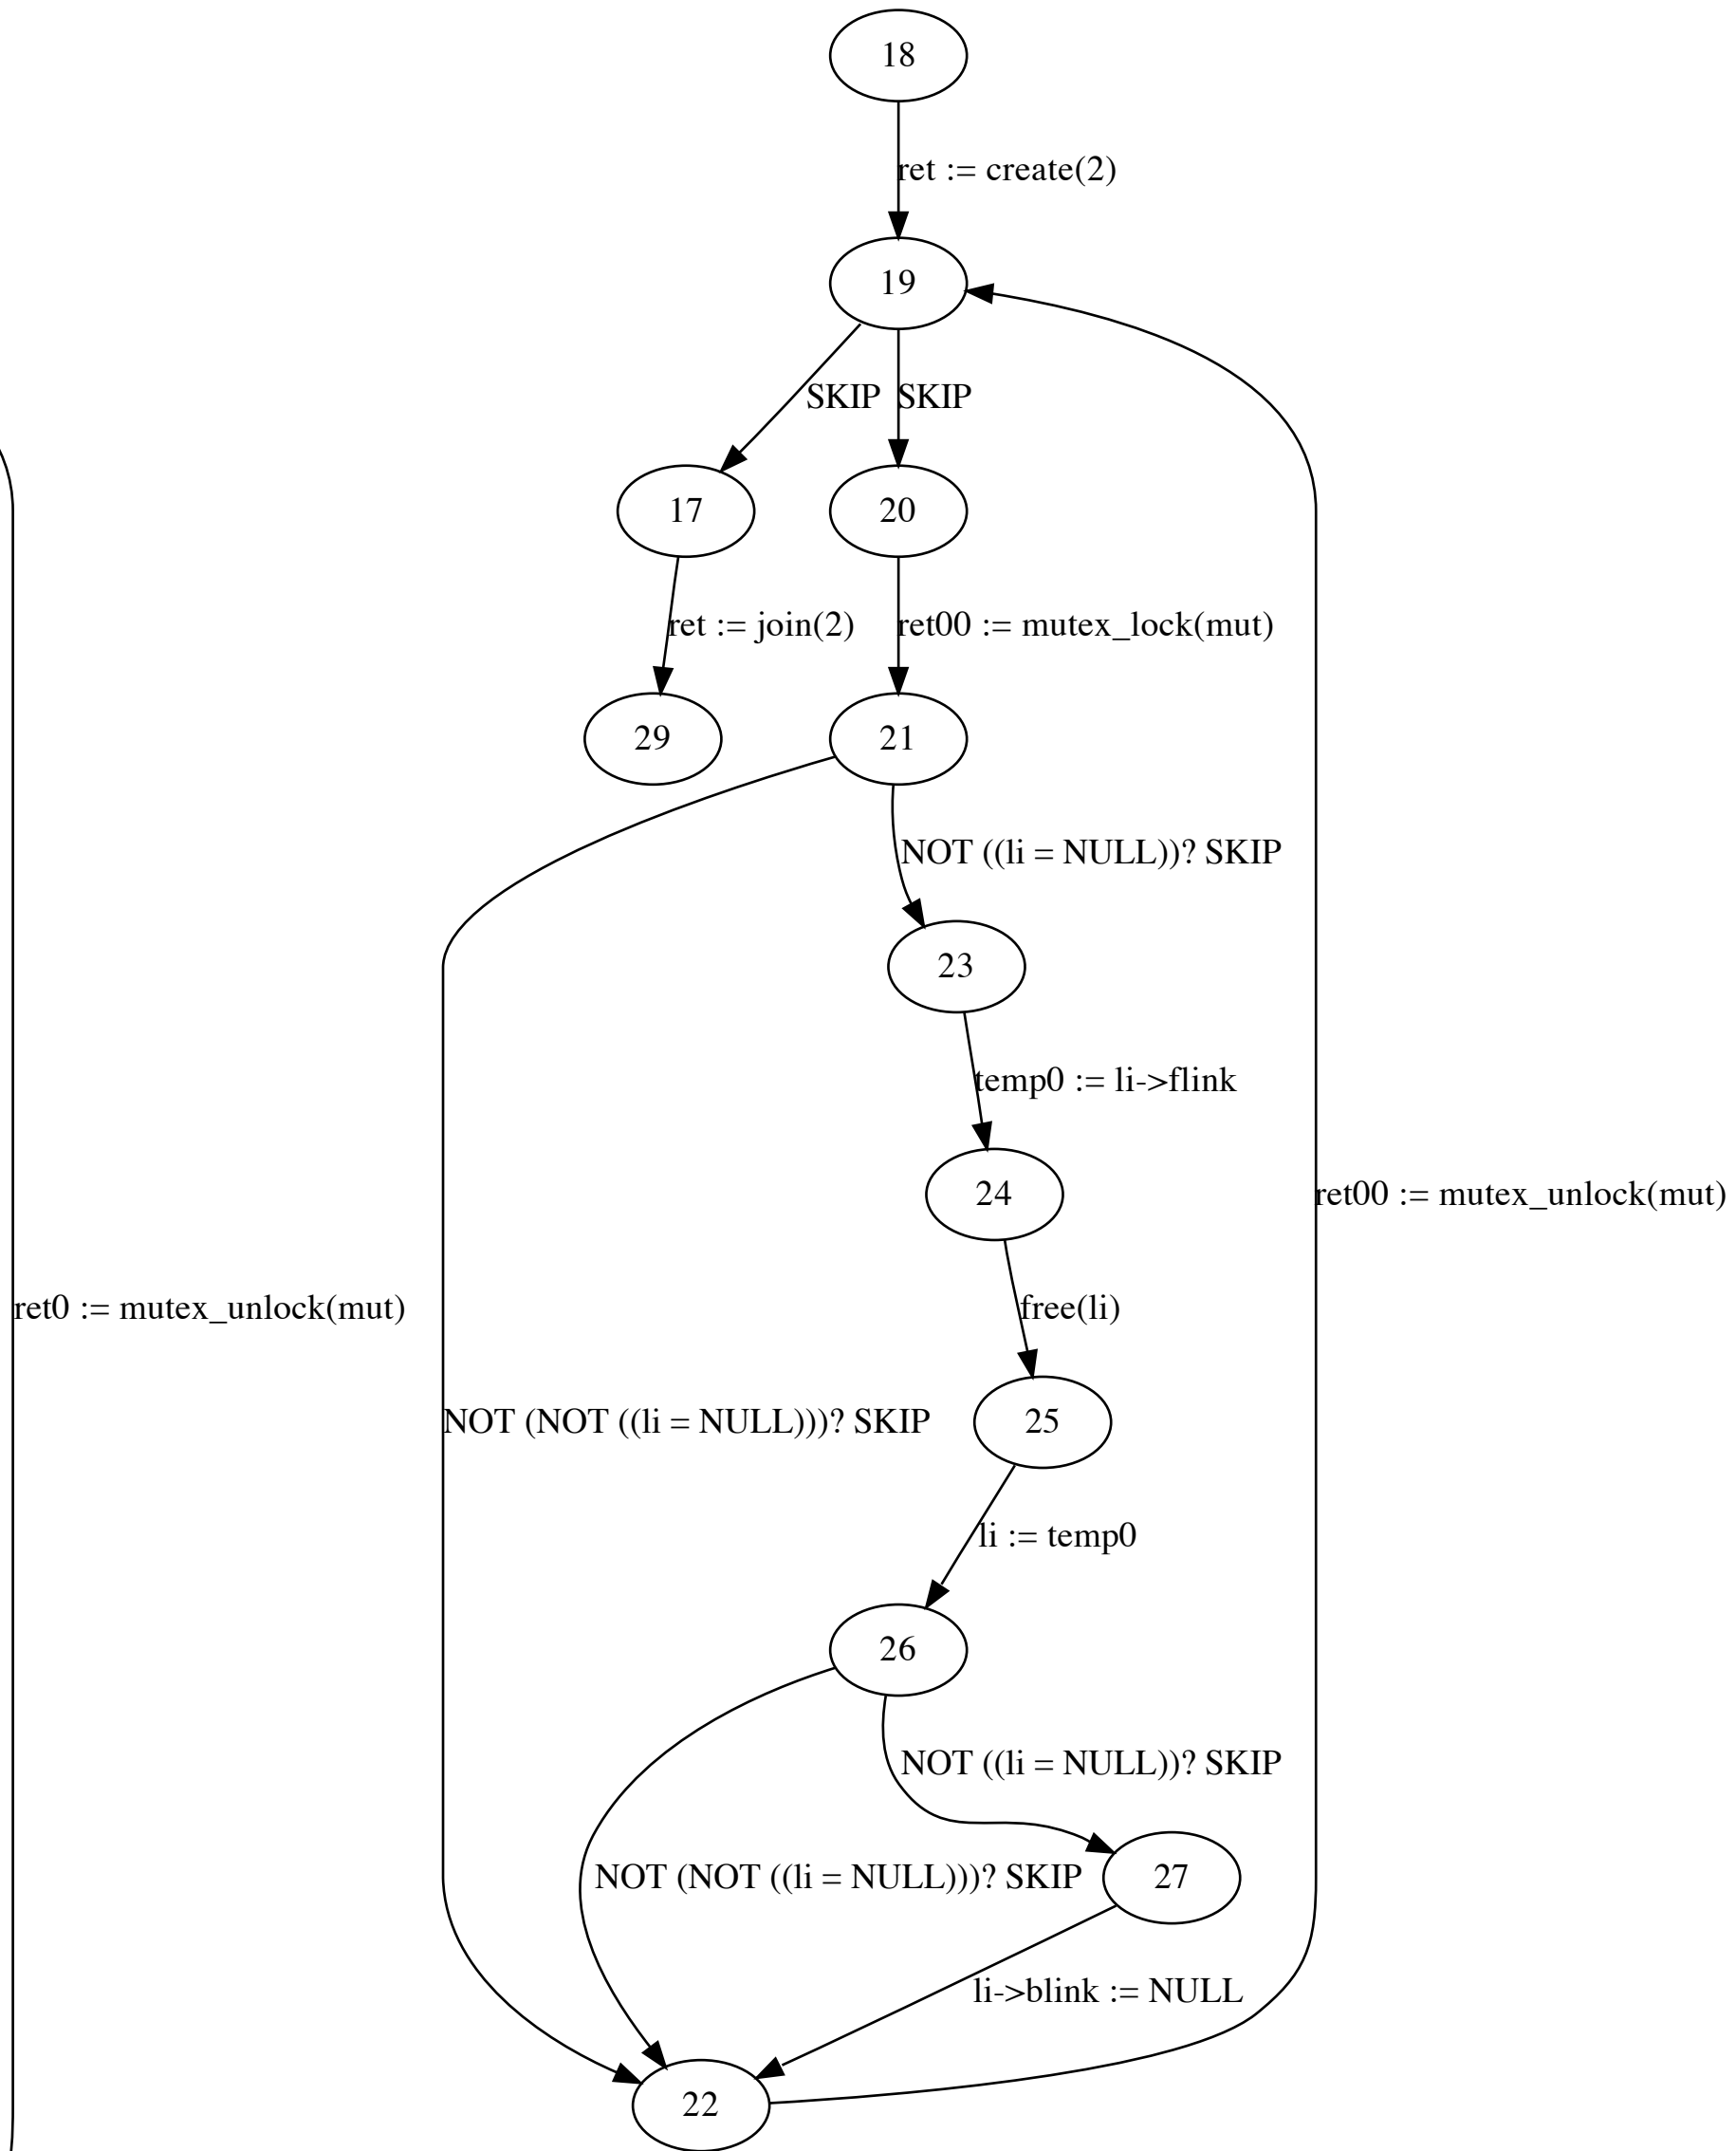 18
ret := create(2)
19
SKIP
SKIP
17
20
ret := join(2)
ret00 := mutex_lock(mut)
29
21
NOT ((li = NULL))? SKIP
23
temp0 := li->flink
24
ret00 := mutex_unlock(mut)
ret0 := mutex_unlock(mut)
free(li)
NOT (NOT ((li = NULL)))? SKIP
25
li := temp0
26
NOT ((li = NULL))? SKIP
NOT (NOT ((li = NULL)))? SKIP
27
li->blink := NULL
22